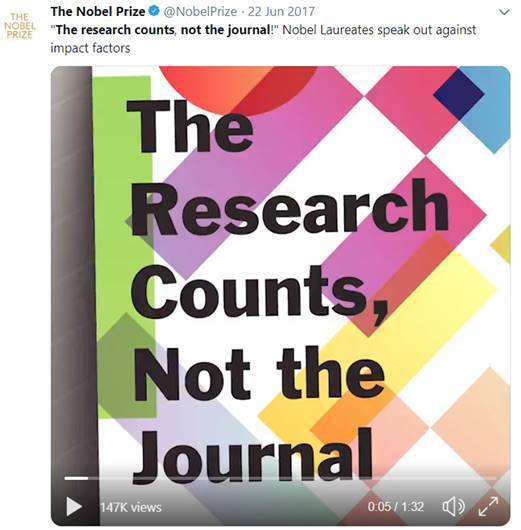 THE
NOBEL
PRIZE
The Nobel Prize @NobelPrize · 22 Jun 2017
"The research counts, not the journal!" Nobel Laureates speak out against
impact factors
The
Research
Counts,
Not the
Journal
147K views
0:05 / 1:32